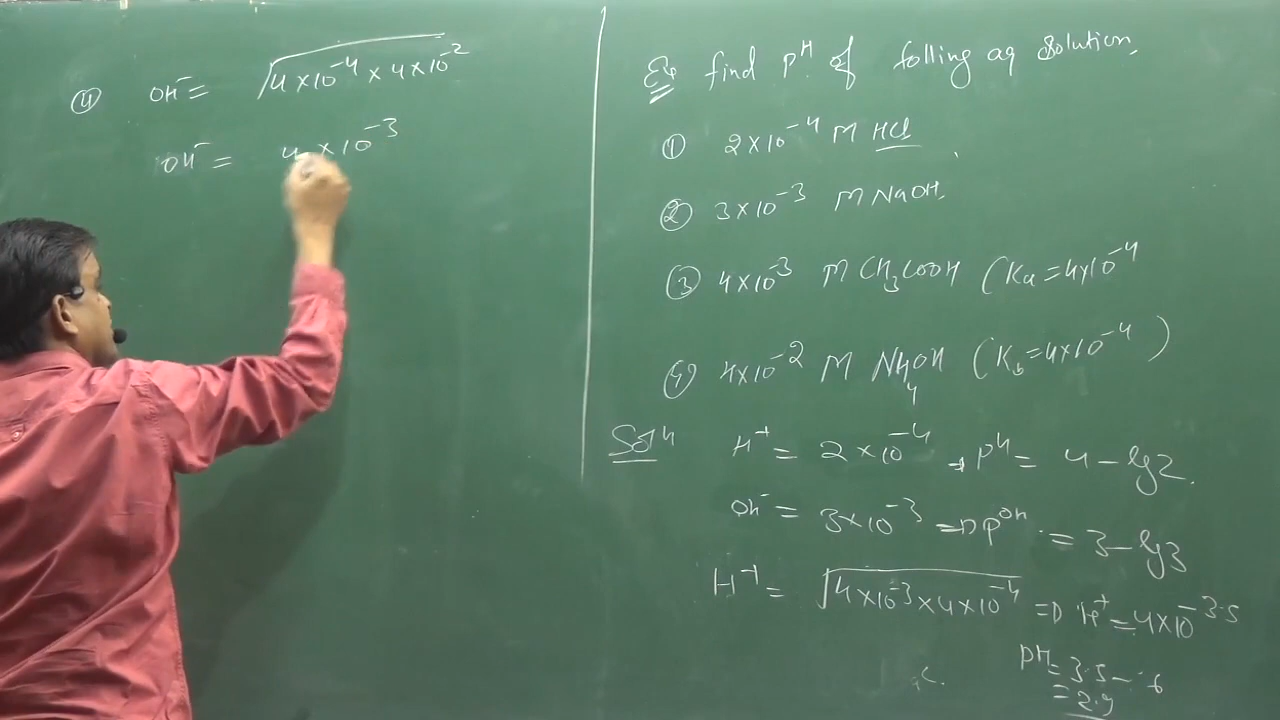 ④ OH⁻ = √4×10⁻⁴ × 4×10⁻²
OH⁻ = 4 × 10⁻³
Ex find pH of folling aq solution.
① 2×10⁻⁴ M HCl
② 3×10⁻³ M NaOH.
③ 4×10⁻³ M CH₃COOH (Ka = 4×10⁻⁴
④ 4×10⁻² M NH₄OH (Kb = 4×10⁻⁴)
Solⁿ H⁺ = 2×10⁻⁴ → pH = 4 – lg2.
OH⁻ = 3×10⁻³ ⇒ pOH = 3 – lg3
H⁺ = √4×10⁻³ × 4×10⁻⁴ ⇒ H⁺ = 4×10⁻³·⁵
pH = 3.5 – .6
= 2.9